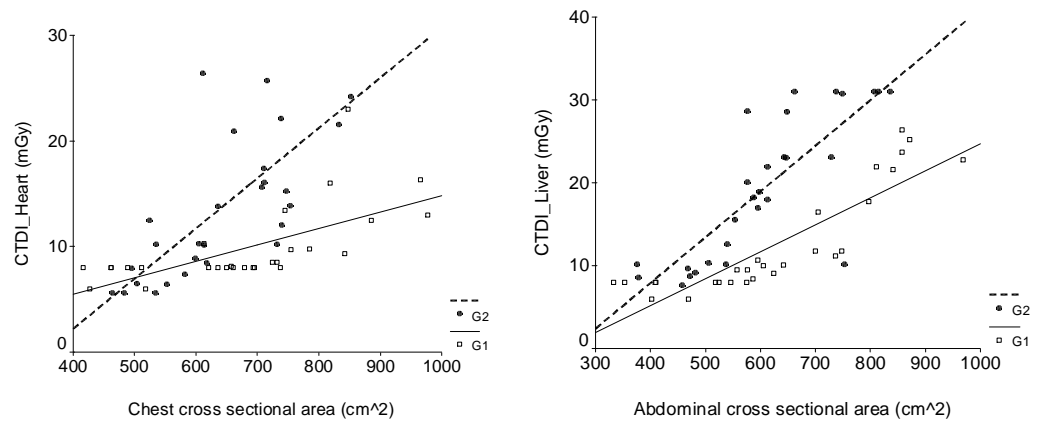 30
20
10
0
CTDI_Heart (mGy)
400 500 600 700 800 900 1000
Chest cross sectional area (cm^2)
G2
G1
40
30
20
10
0
CTDI_Liver (mGy)
300 400 500 600 700 800 900 1000
Abdominal cross sectional area (cm^2)
G2
G1